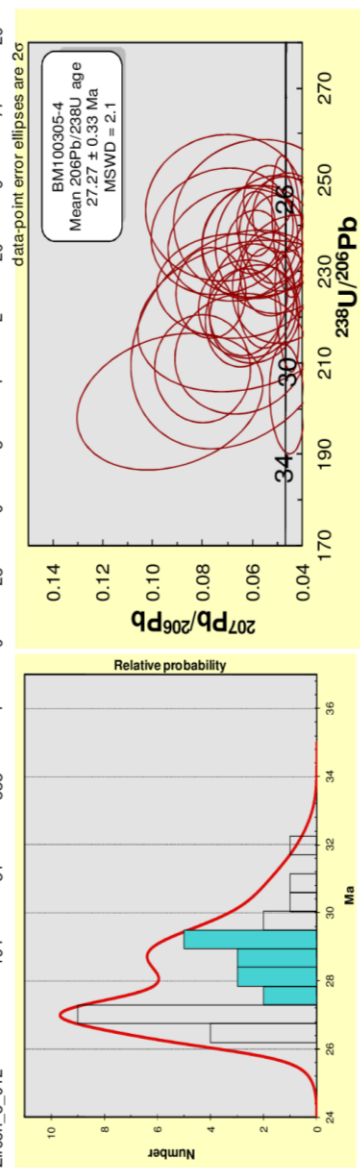 data-point error ellipses are 2σ
10
8
6
4
2
0
Number
24
26
28
30
32
34
36
Ma
Relative probability
0.14
0.12
0.10
0.08
0.06
0.04
207Pb/206Pb
BM100305-4
Mean 206Pb/238U age
27.27 ± 0.33 Ma
MSWD = 2.1
34
30
26
170
190
210
230
250
270
238U/206Pb